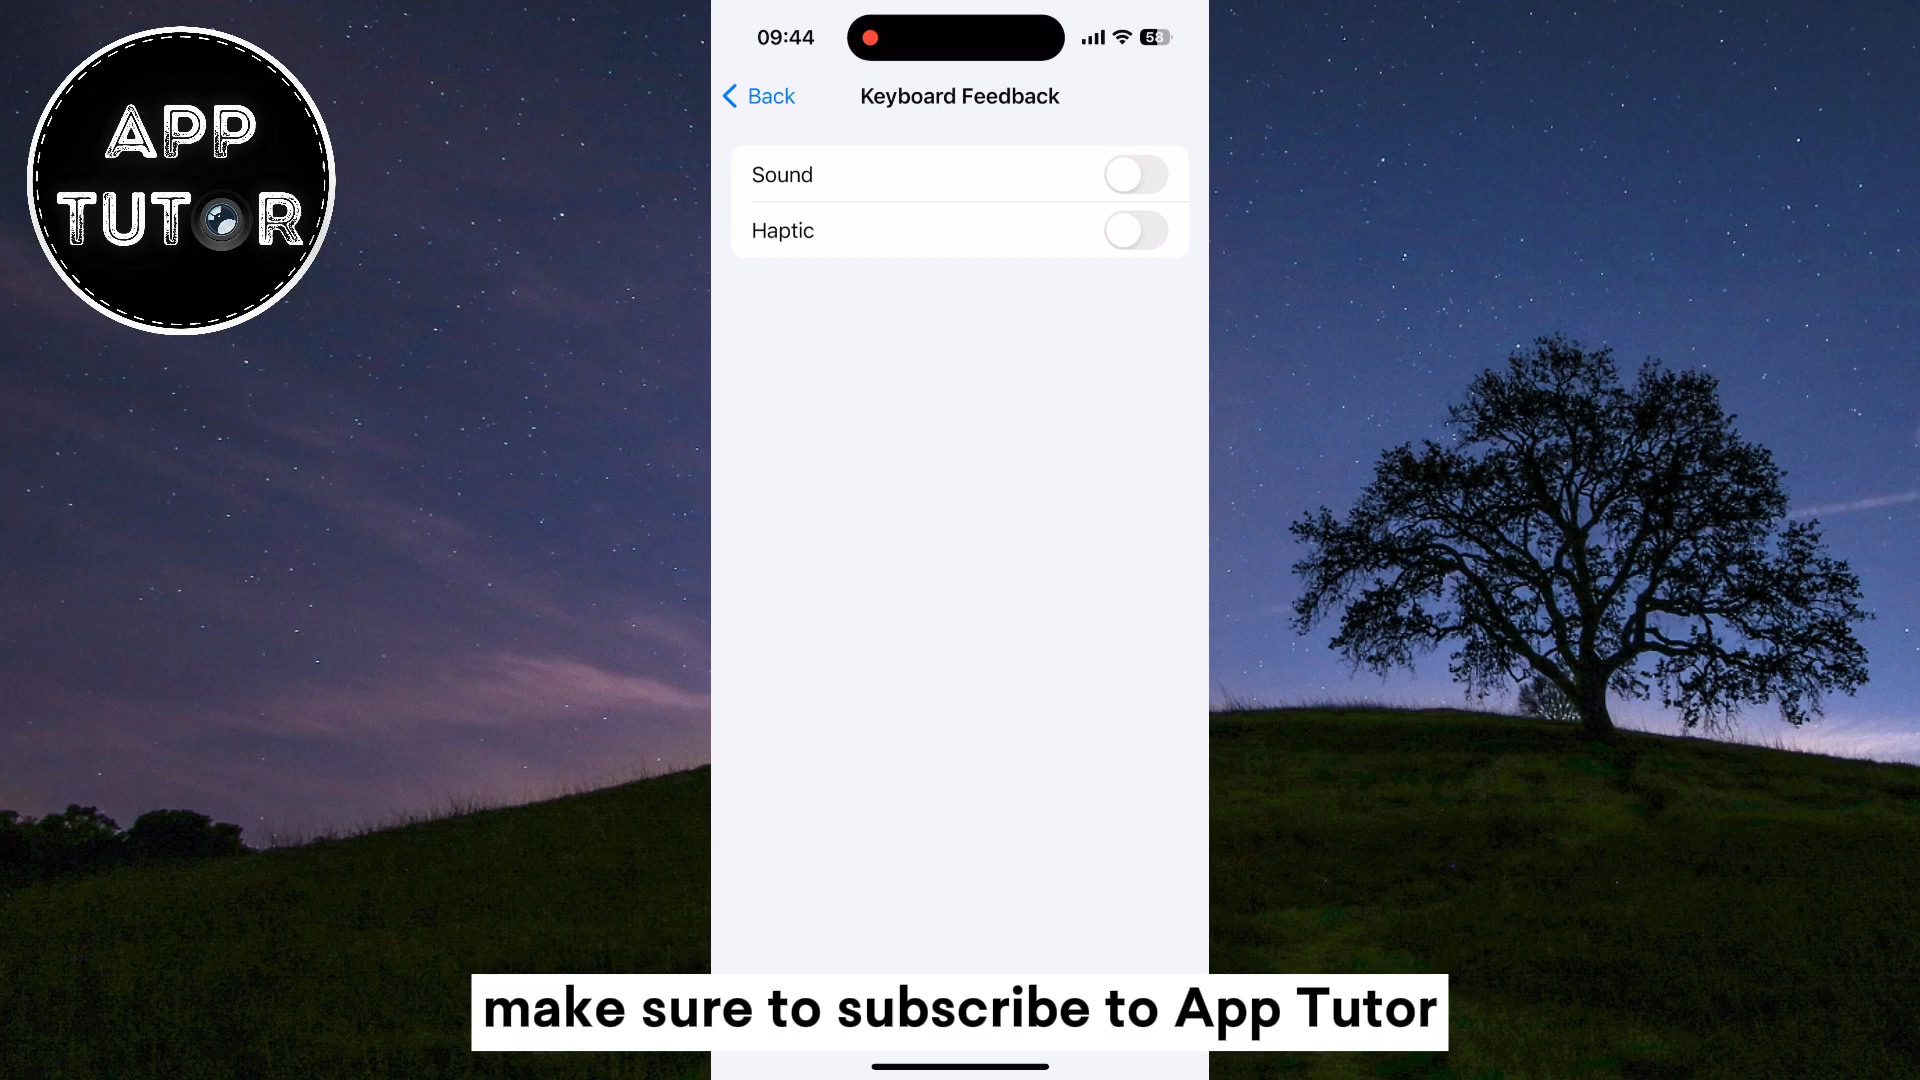 APP
TUTOR
09:44
58
Back
Keyboard Feedback
Sound
Haptic
make sure to subscribe to App Tutor